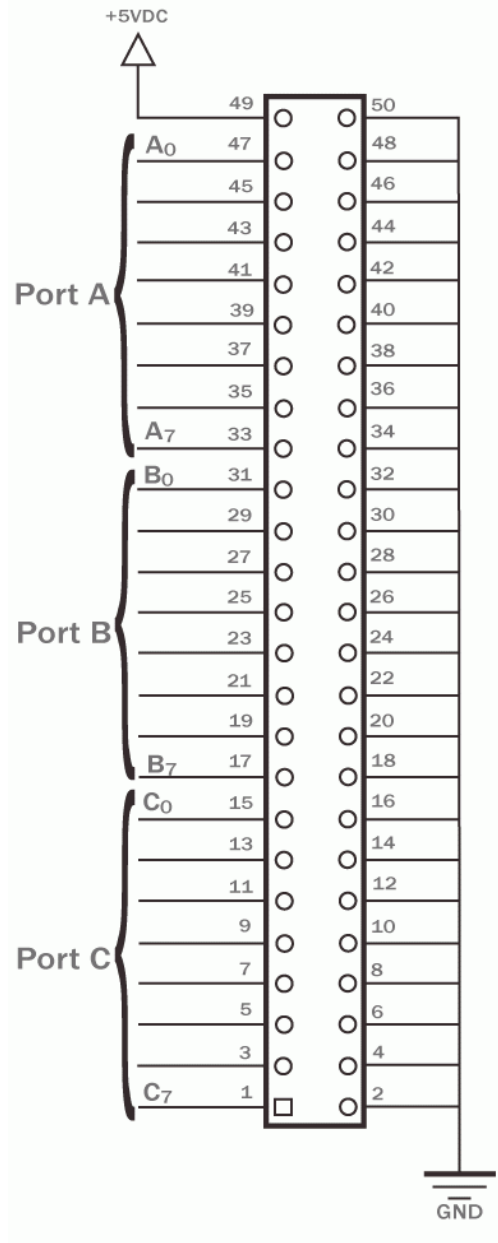 +5VDC
49 50
A0 47 48
45 46
43 44
41 42
Port A
39 40
37 38
35 36
A7 33 34
B0 31 32
29 30
27 28
25 26
Port B
23 24
21 22
19 20
B7 17 18
C0 15 16
13 14
11 12
9 10
Port C
7 8
5 6
3 4
C7 1 2
GND